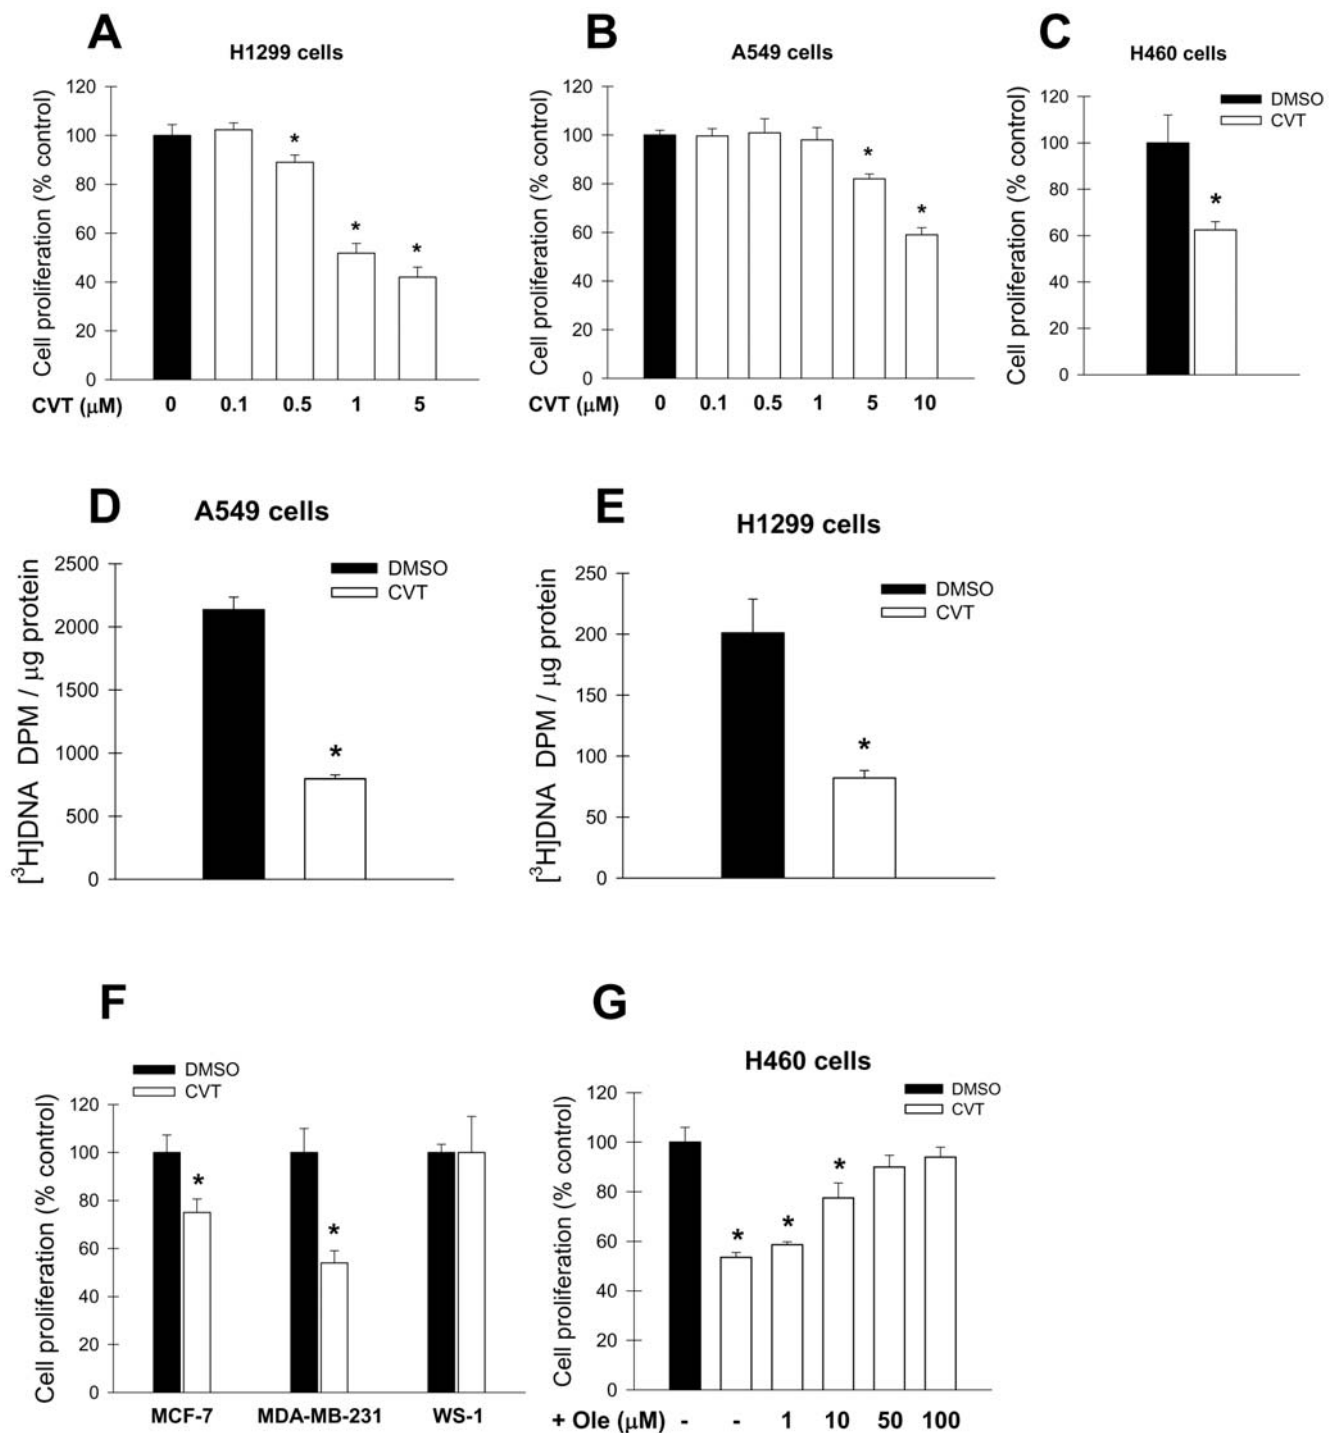 A
H1299 cells
Cell proliferation (% control)
120
100
80
60
40
20
0
* * *
CVT (μM) 0 0.1 0.5 1 5
B
A549 cells
Cell proliferation (% control)
120
100
80
60
40
20
0
* *
CVT (μM) 0 0.1 0.5 1 5 10
C
H460 cells
Cell proliferation (% control)
120
100
80
60
40
20
0
DMSO
CVT
*
D
A549 cells
[³H]DNA DPM / μg protein
2500
2000
1500
1000
500
0
DMSO
CVT
*
E
H1299 cells
[³H]DNA DPM / μg protein
250
200
150
100
50
0
DMSO
CVT
*
F
DMSO
CVT
Cell proliferation (% control)
120
100
80
60
40
20
0
* *
MCF-7 MDA-MB-231 WS-1
G
H460 cells
DMSO
CVT
Cell proliferation (% control)
120
100
80
60
40
20
0
* * *
+ Ole (μM) - - 1 10 50 100